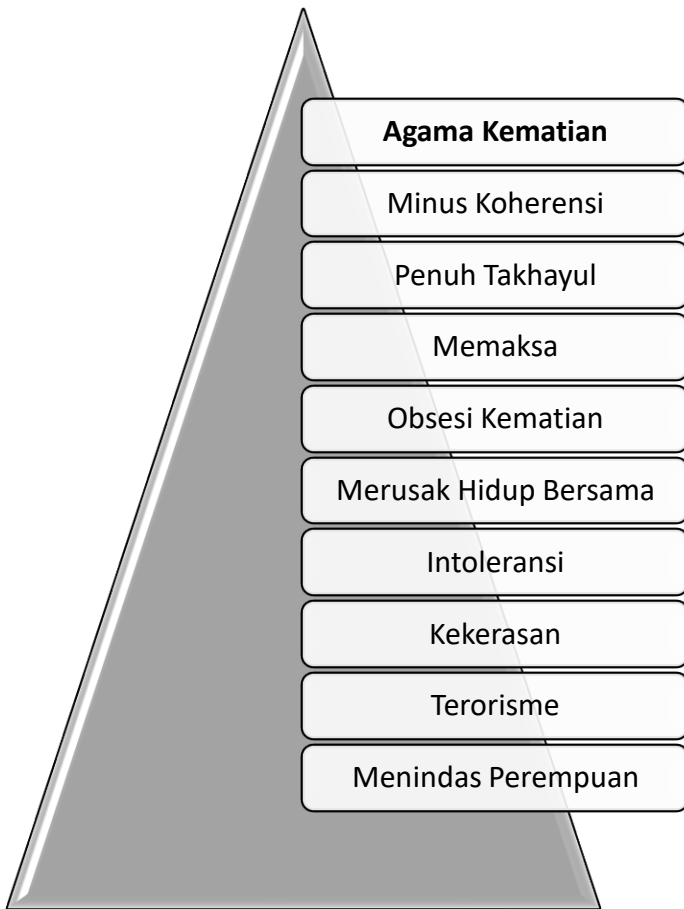 Agama Kematian
Minus Koherensi
Penuh Takhayul
Memaksa
Obsesi Kematian
Merusak Hidup Bersama
Intoleransi
Kekerasan
Terorisme
Menindas Perempuan